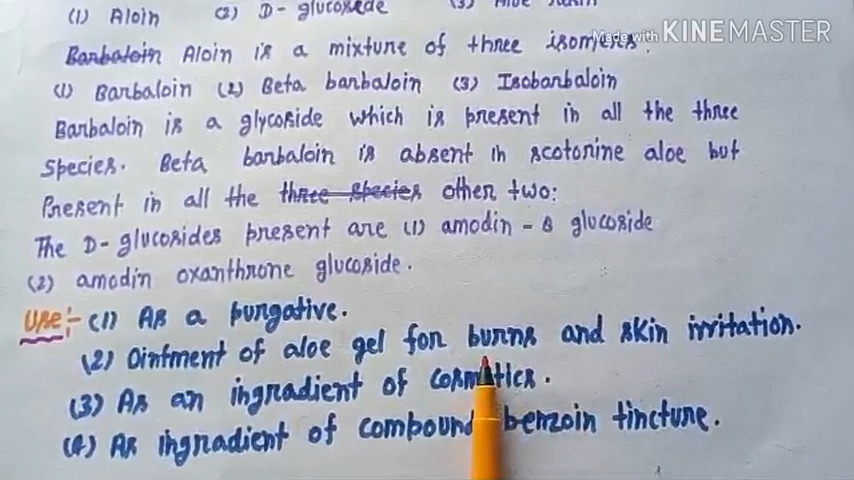 (1) Aloin (2) D-glucoside (3) Aloe resin
Made with KINEMASTER
Barbaloin Aloin is a mixture of three isomers.
(1) Barbaloin (2) Beta barbaloin (3) Isobarbaloin
Barbaloin is a glycoside which is present in all the three
species. Beta barbaloin is absent in scotorine aloe but
Present in all the three species other two:
The D-glucosides present are (1) amodin - 8 glucoside
(2) amodin oxanthrone glucoside.
Use:- (1) As a purgative.
(2) Ointment of aloe gel for burns and skin irritation.
(3) As an ingradient of cosmetics.
(4) As ingradient of compound benzoin tincture.